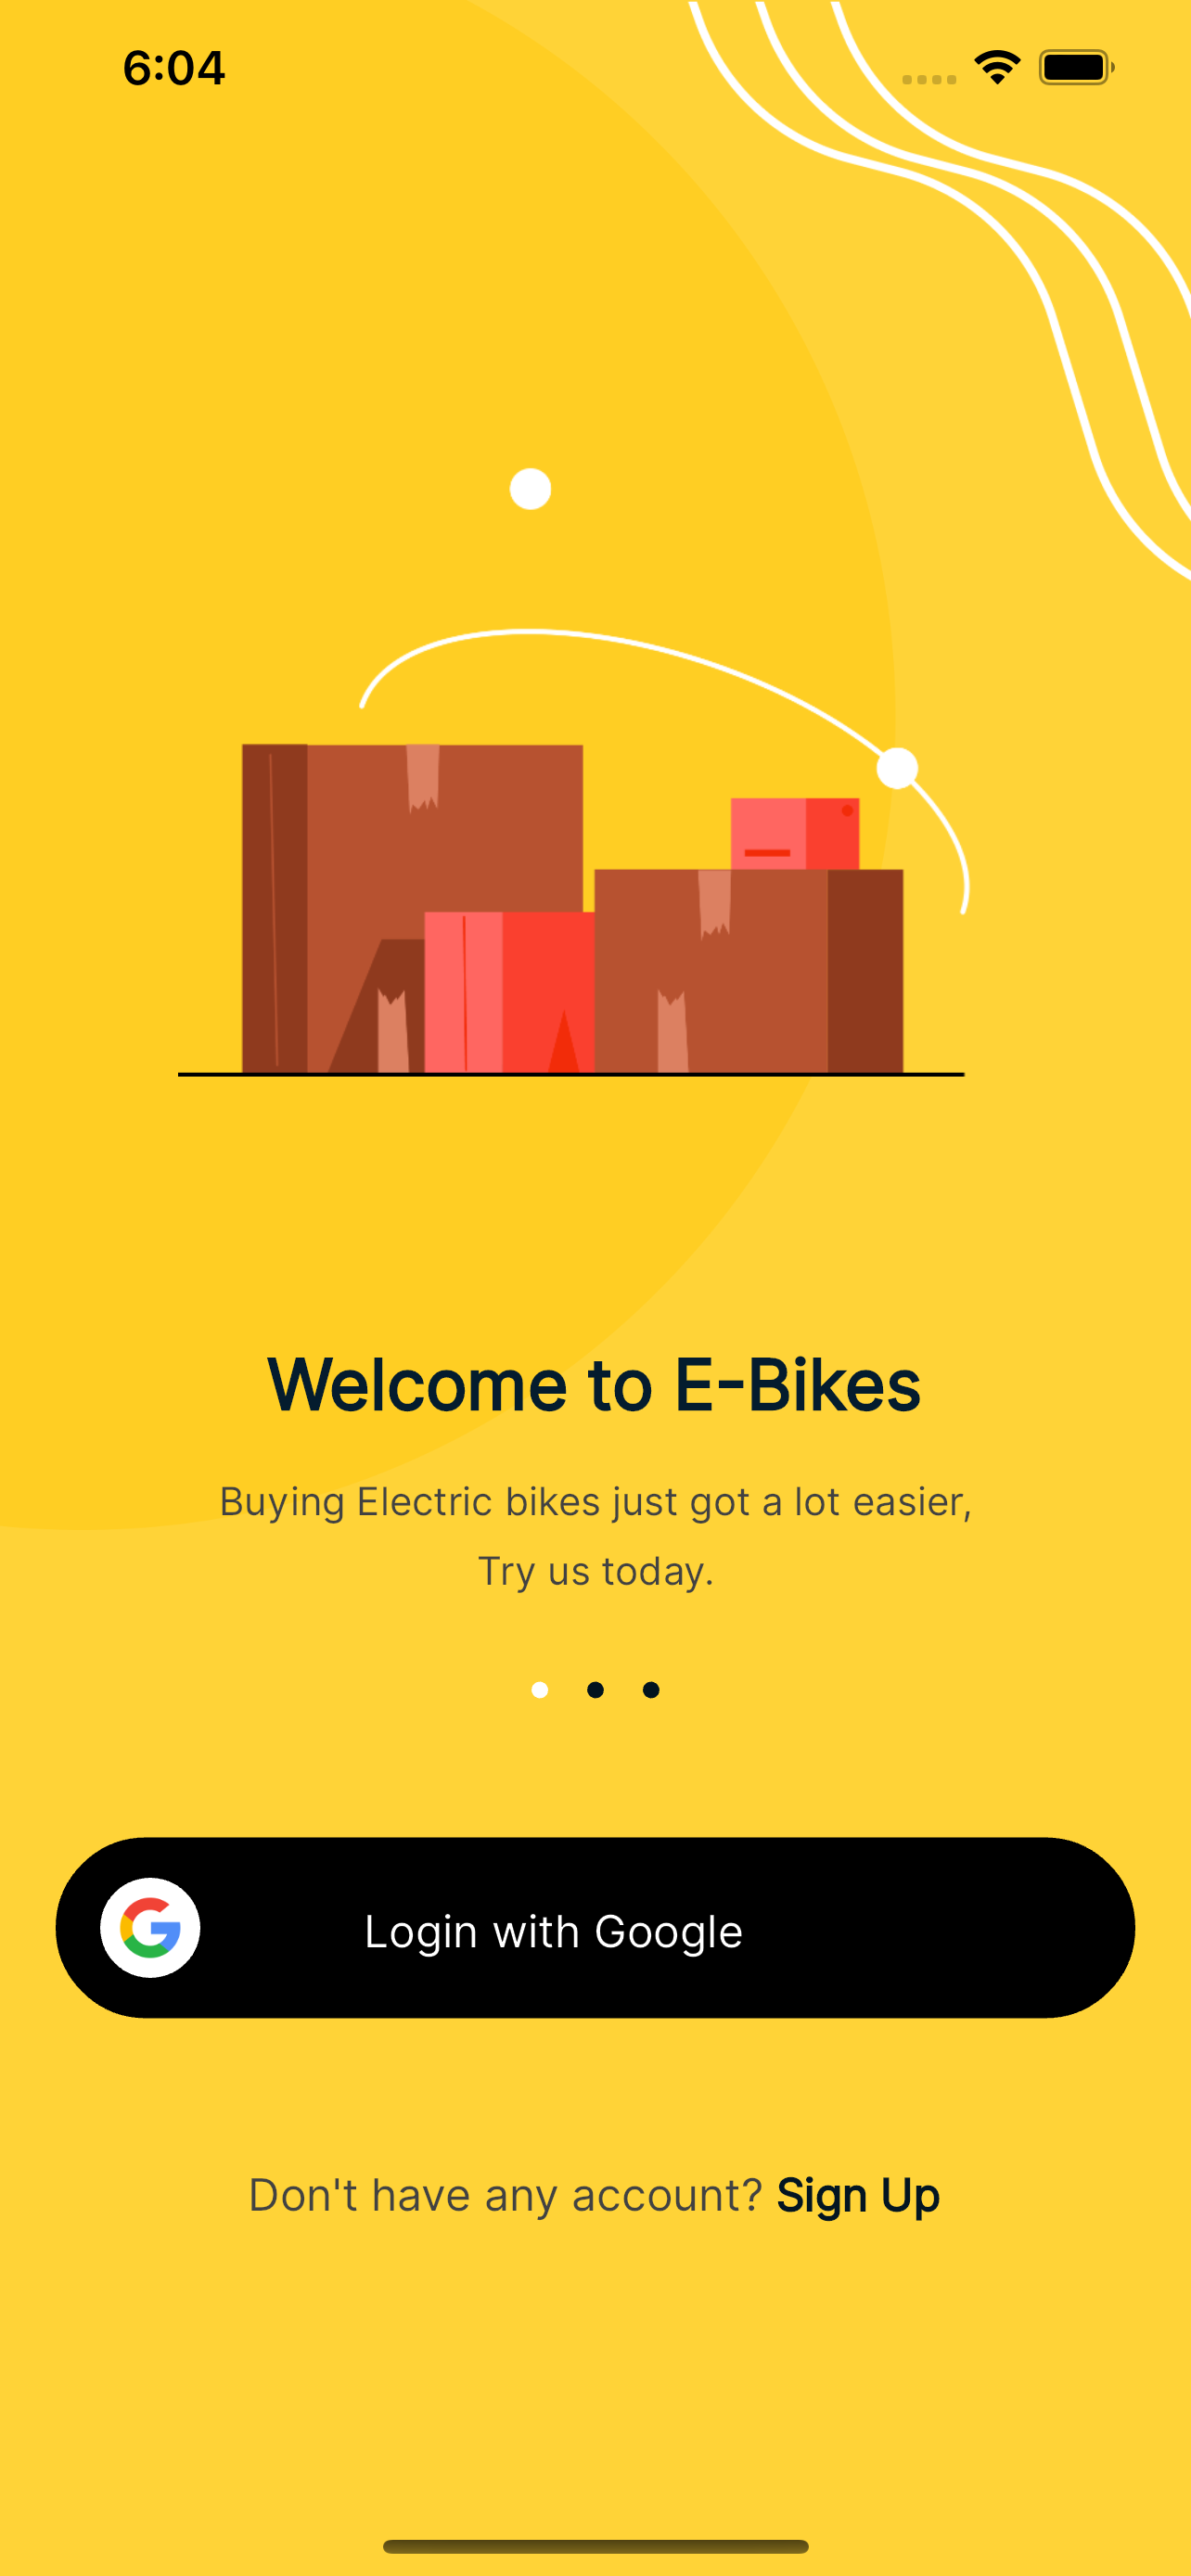 6:04
Welcome to E-Bikes
Buying Electric bikes just got a lot easier,
Try us today.
Login with Google
Don't have any account? Sign Up